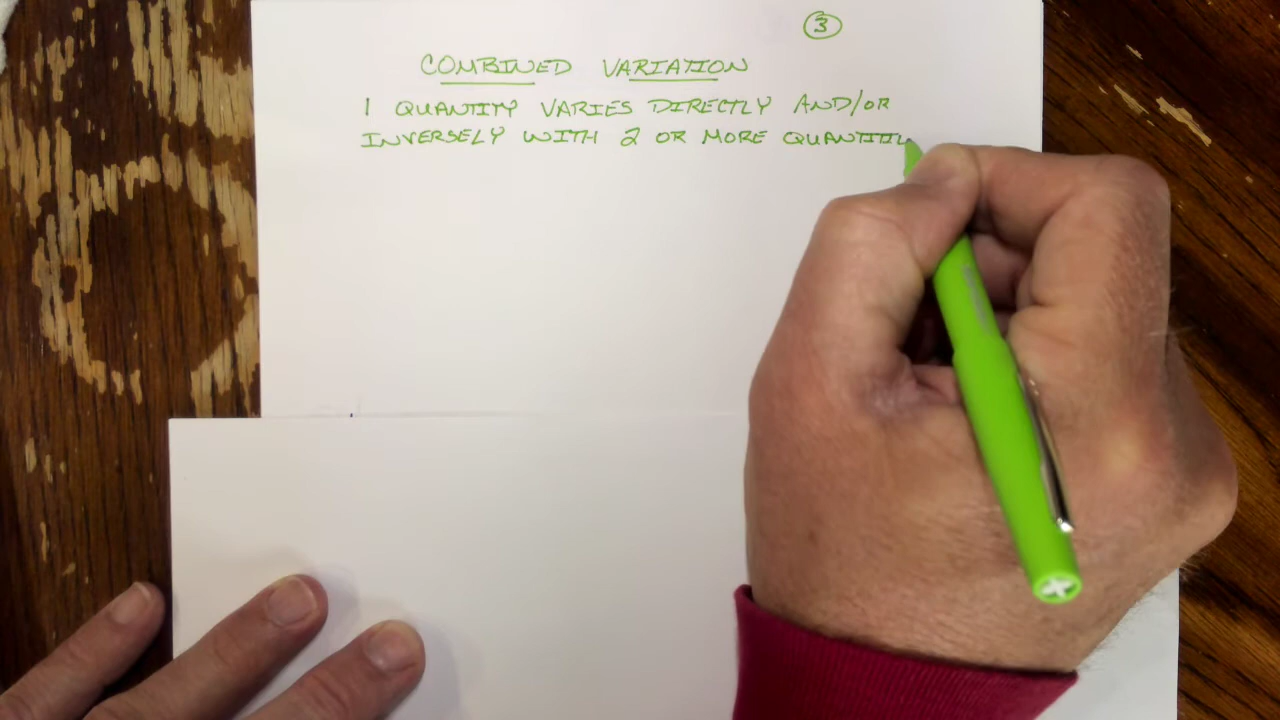 3
COMBINED VARIATION
1 QUANTITY VARIES DIRECTLY AND/OR
INVERSELY WITH 2 OR MORE